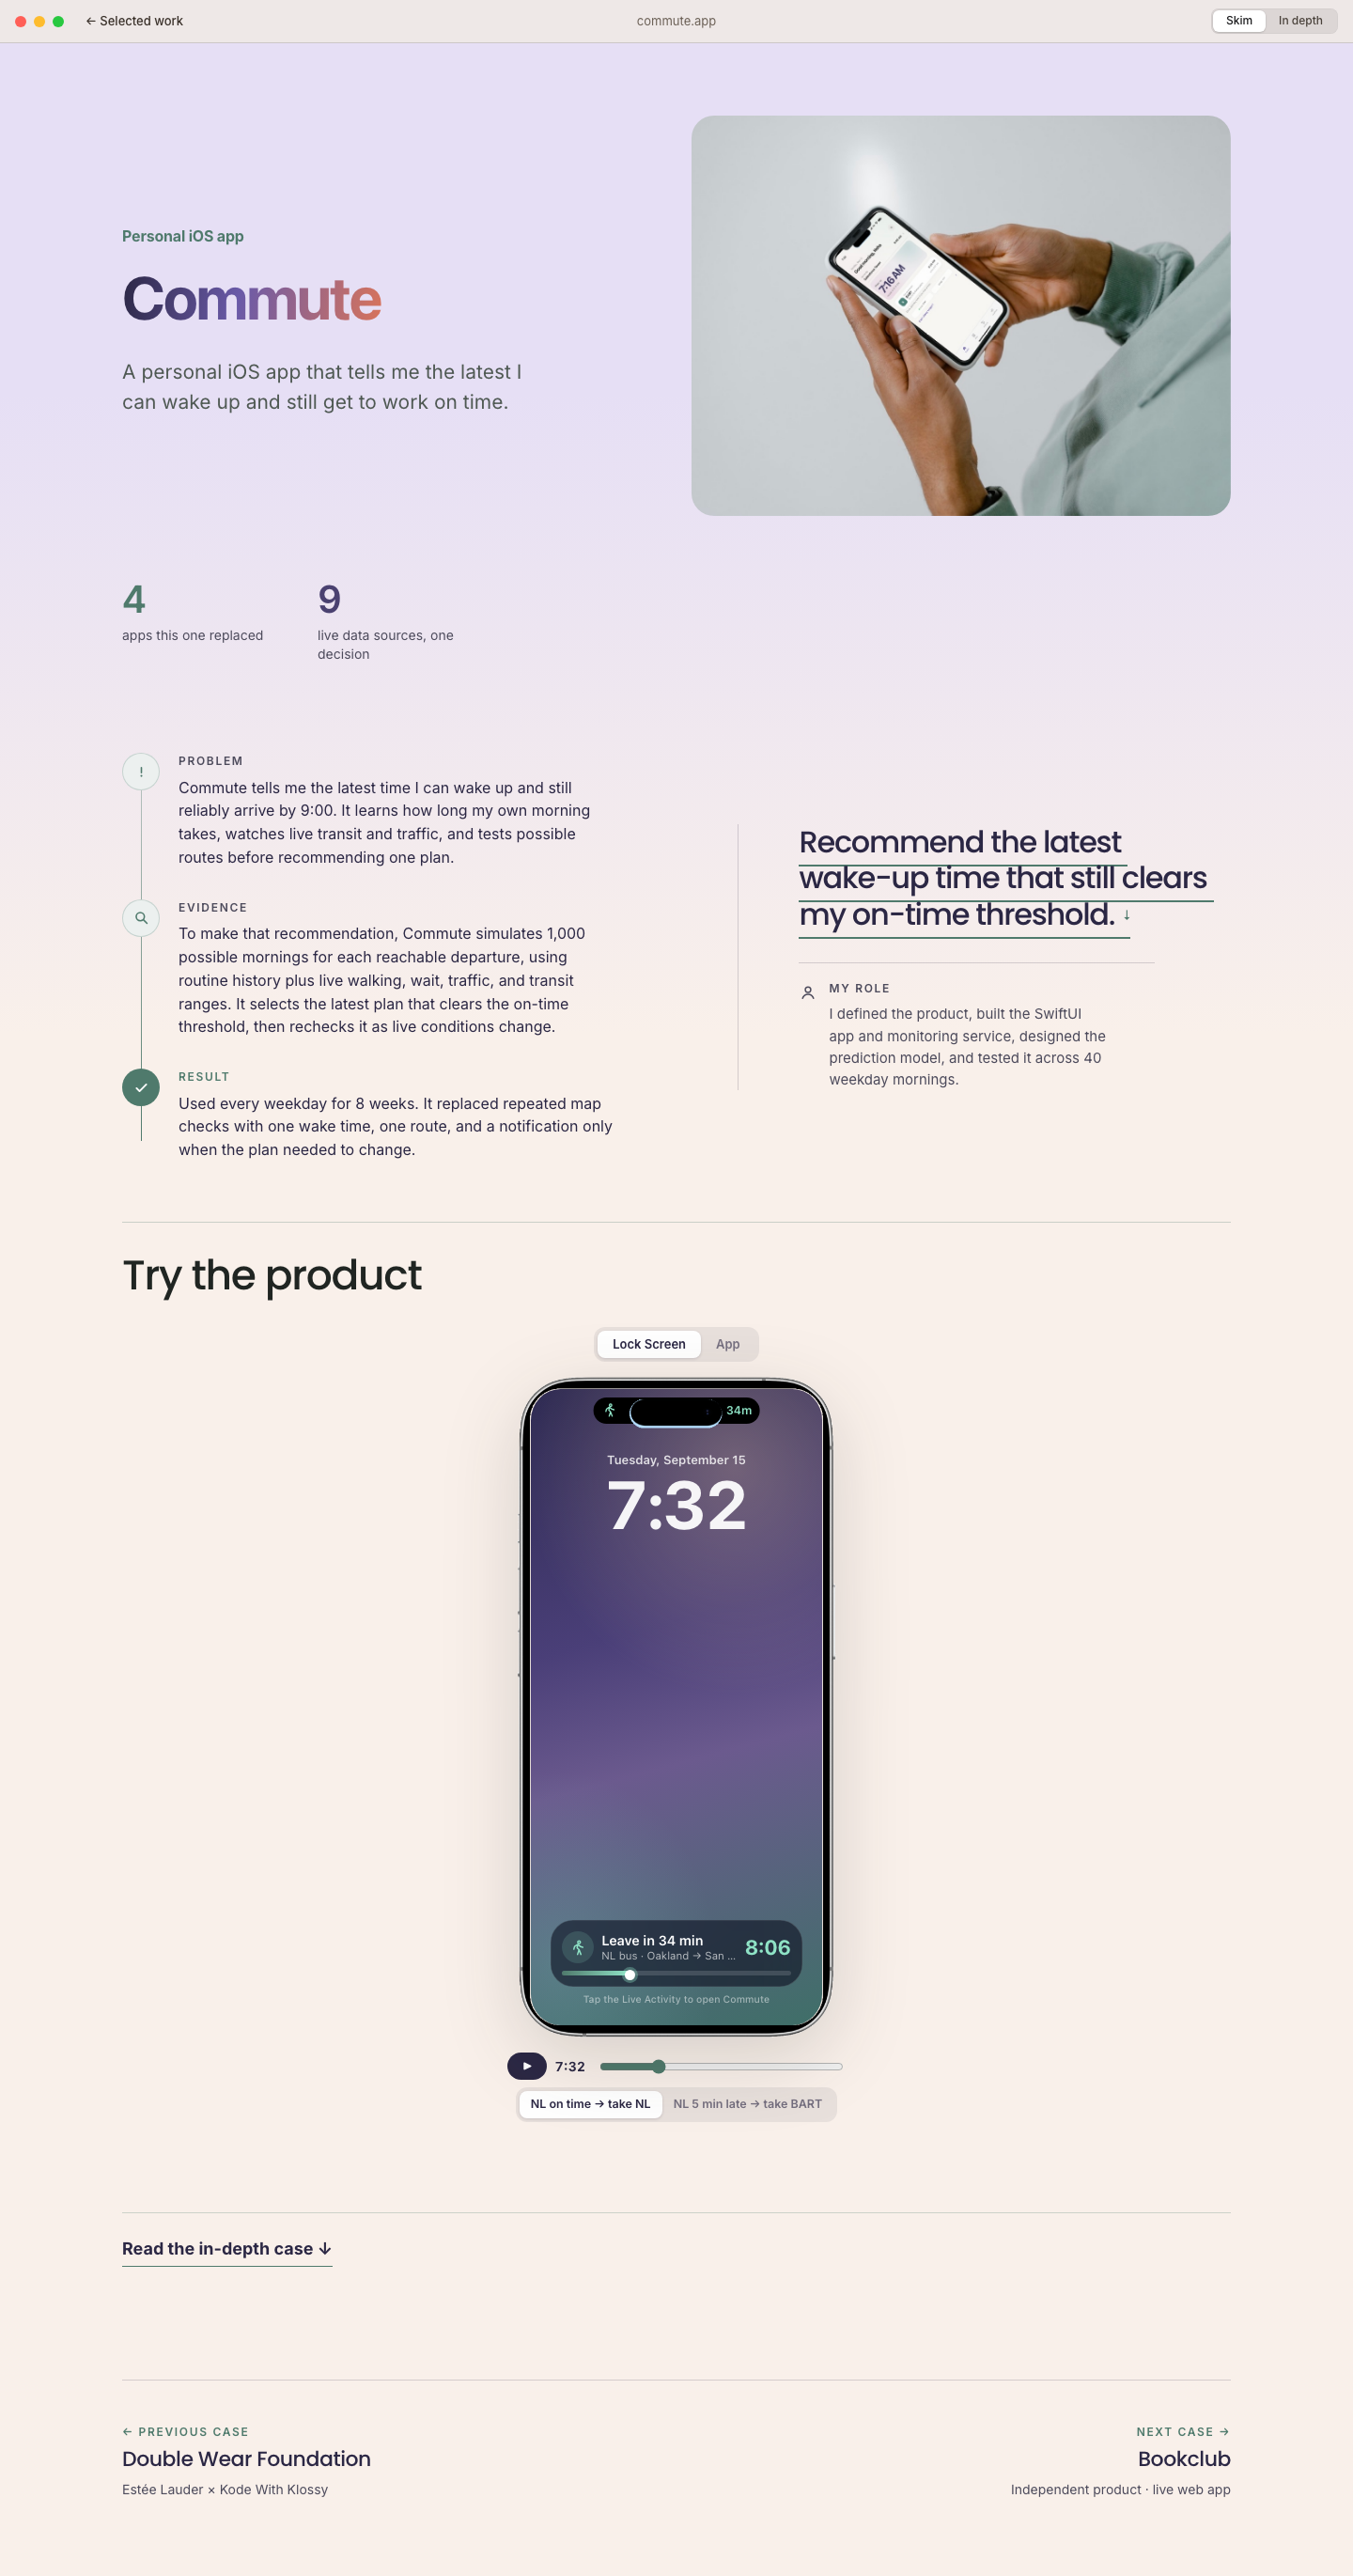 ← Selected work
commute.app
Skim
In depth
Personal iOS app
Commute
A personal iOS app that tells me the latest I
can wake up and still get to work on time.
7:16 AM
4
apps this one replaced
9
live data sources, one
decision
PROBLEM
Commute tells me the latest time I can wake up and still
reliably arrive by 9:00. It learns how long my own morning
takes, watches live transit and traffic, and tests possible
routes before recommending one plan.
EVIDENCE
To make that recommendation, Commute simulates 1,000
possible mornings for each reachable departure, using
routine history plus live walking, wait, traffic, and transit
ranges. It selects the latest plan that clears the on-time
threshold, then rechecks it as live conditions change.
RESULT
Used every weekday for 8 weeks. It replaced repeated map
checks with one wake time, one route, and a notification only
when the plan needed to change.
Recommend the latest
wake-up time that still clears
my on-time threshold. ↓
MY ROLE
I defined the product, built the SwiftUI
app and monitoring service, designed the
prediction model, and tested it across 40
weekday mornings.
Try the product
Lock Screen
App
34m
Tuesday, September 15
7:32
Leave in 34 min
NL bus · Oakland → San ...
8:06
Tap the Live Activity to open Commute
7:32
NL on time → take NL
NL 5 min late → take BART
Read the in-depth case ↓
← PREVIOUS CASE
Double Wear Foundation
Estée Lauder × Kode With Klossy
NEXT CASE →
Bookclub
Independent product · live web app